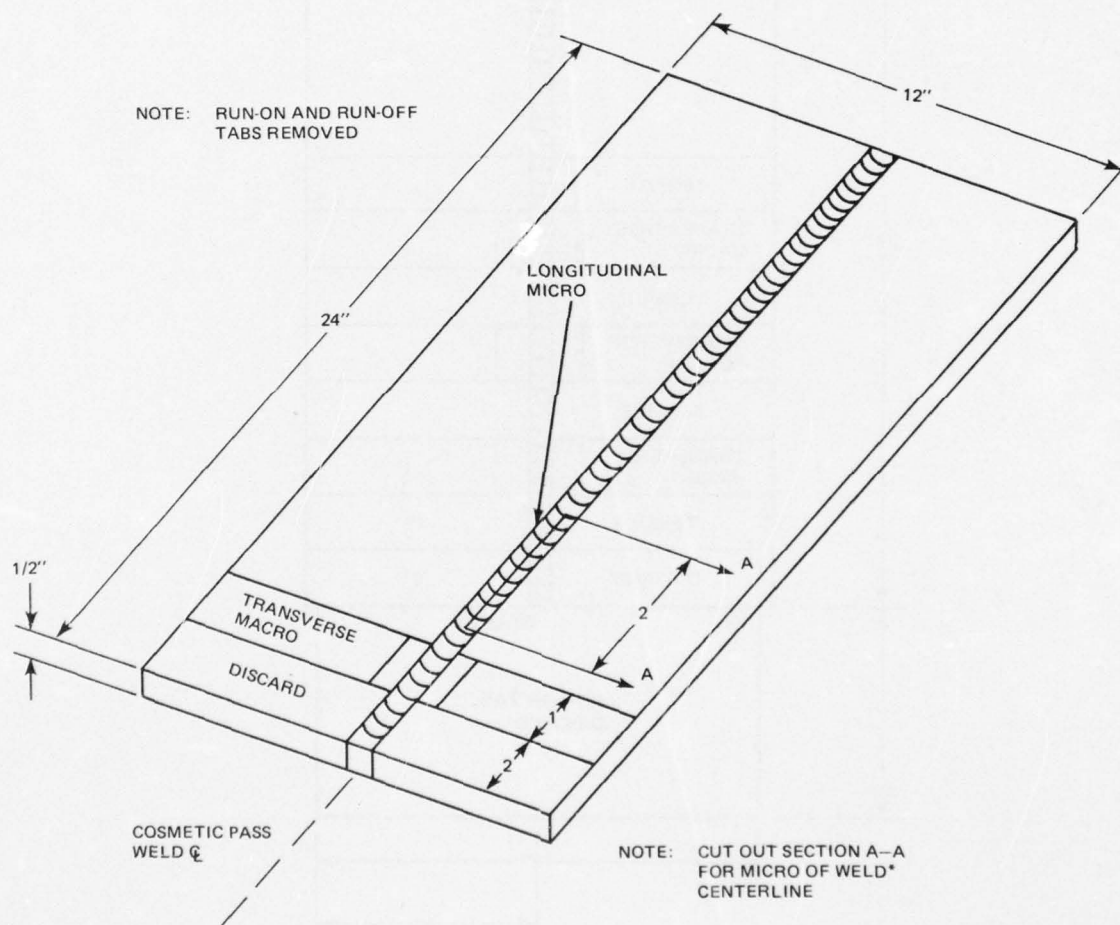 12″
NOTE: RUN-ON AND RUN-OFF
TABS REMOVED
LONGITUDINAL
MICRO
24″
1/2″
A
2
TRANSVERSE
MACRO
A
DISCARD
1
2
COSMETIC PASS
WELD ℄
NOTE: CUT OUT SECTION A–A
FOR MICRO OF WELD*
CENTERLINE